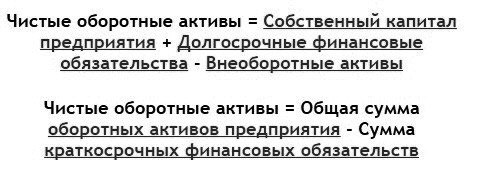 Чистые оборотные активы = Собственный капитал
предприятия + Долгосрочные финансовые
обязательства - Внеоборотные активы
Чистые оборотные активы = Общая сумма
оборотных активов предприятия - Сумма
краткосрочных финансовых обязательств